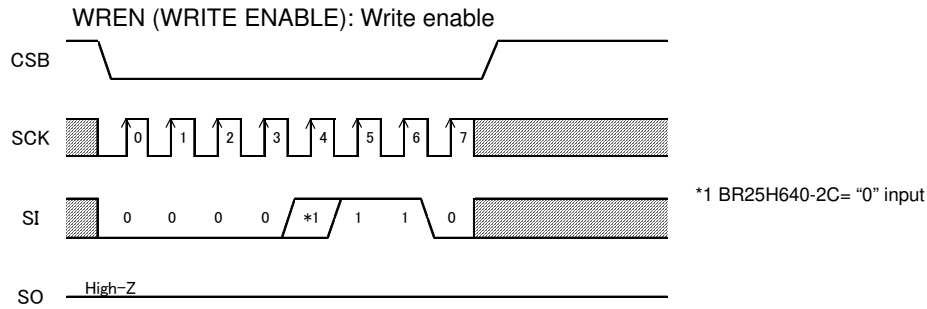 WREN (WRITE ENABLE): Write enable
CSB
SCK 0 1 2 3 4 5 6 7
*1 BR25H640-2C= “0” input
SI 0 0 0 0 *1 1 1 0
High-Z
SO